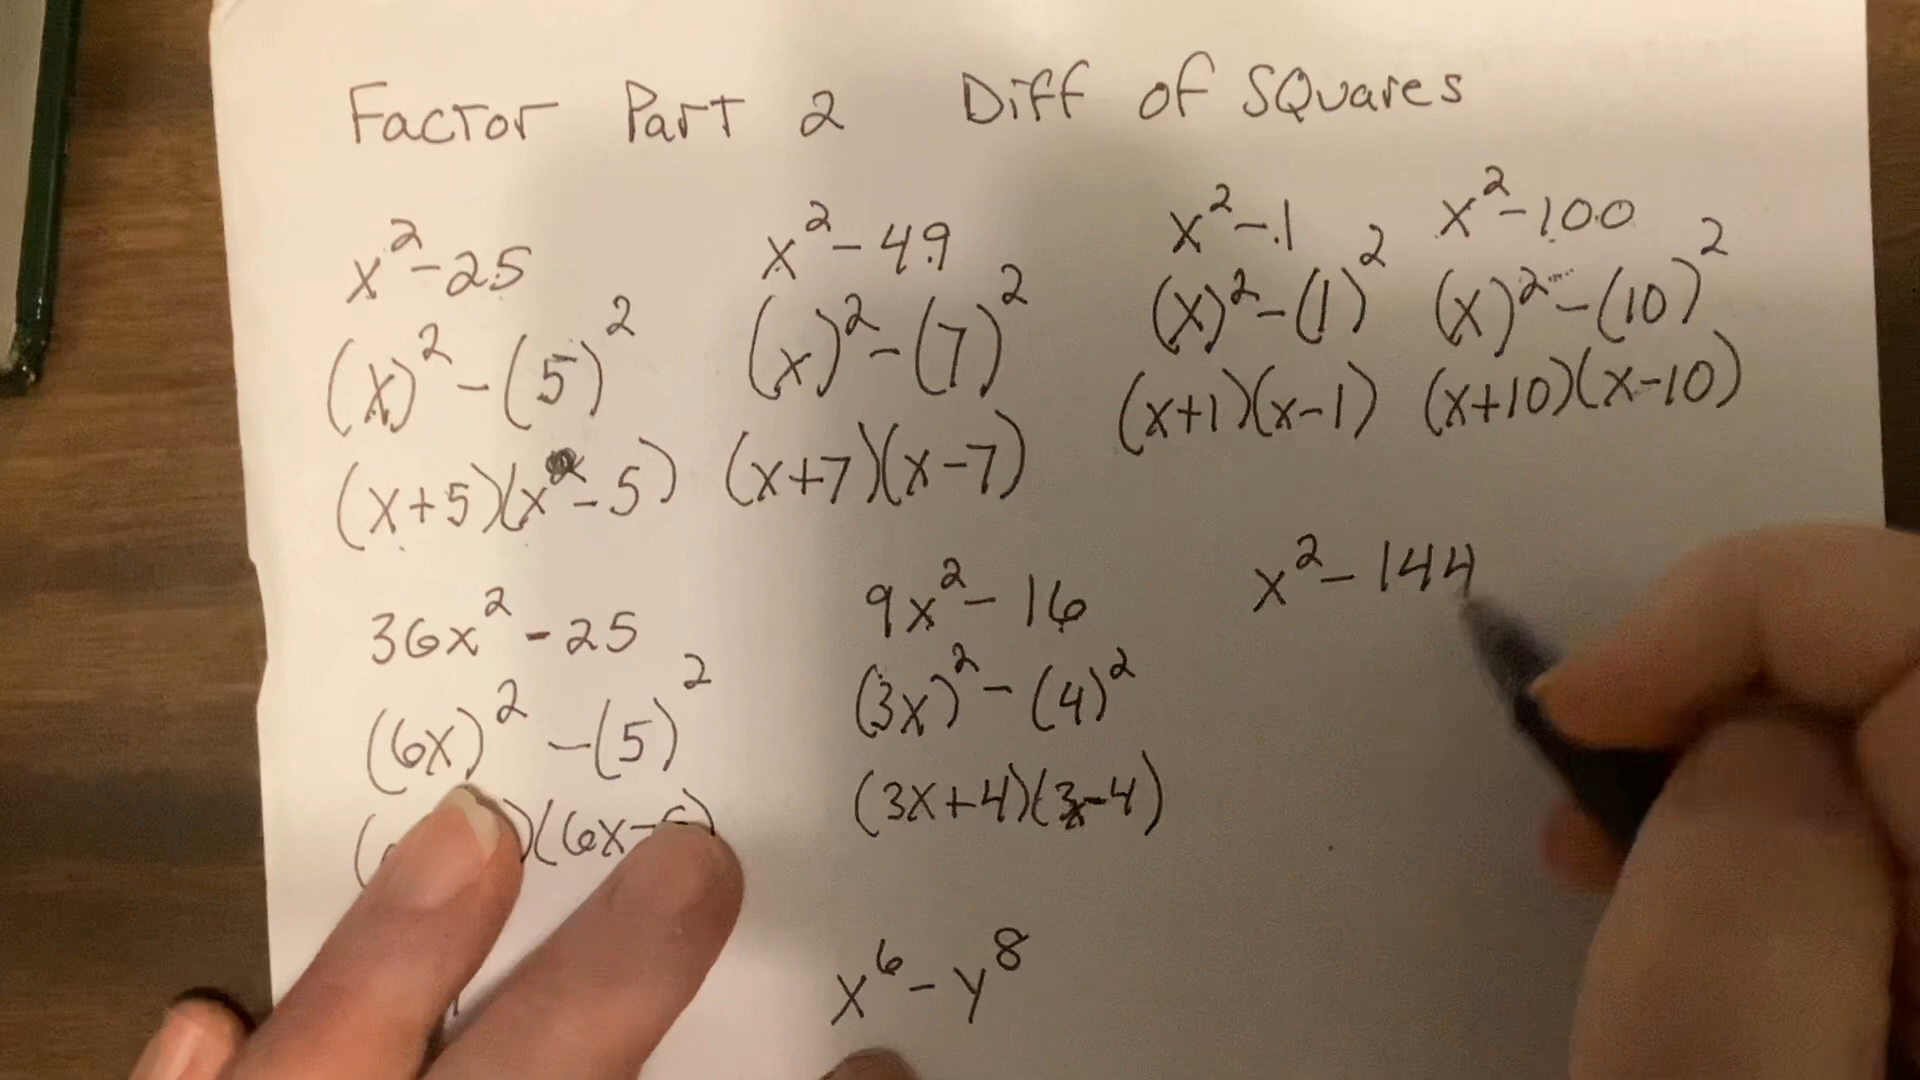 Factor Part 2 Diff of Squares
x² - 25
(x)² - (5)²
(x+5)(x - 5)
x² - 49
(x)² - (7)²
(x+7)(x-7)
x² - 1
(x)² - (1)²
(x+1)(x-1)
x² - 100
(x)² - (10)²
(x+10)(x-10)
36x² - 25
(6x)² - (5)²
)(6x-
9x² - 16
(3x)² - (4)²
(3x+4)(3x-4)
x² - 144
x⁶ - y⁸